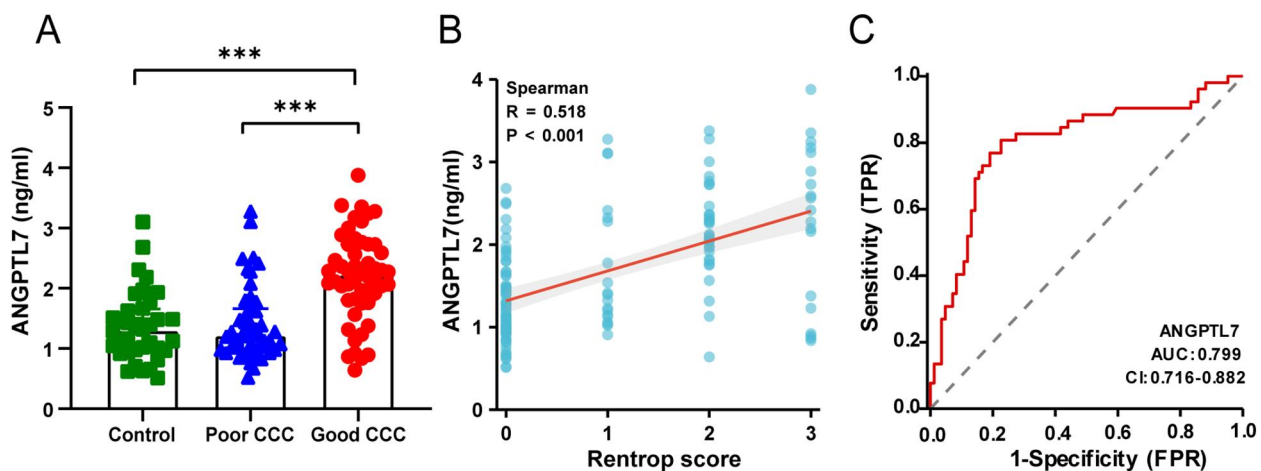 A
***
***
5
4
3
2
1
0
ANGPTL7 (ng/ml)
Control Poor CCC Good CCC
B
Spearman
R = 0.518
P < 0.001
4
3
2
1
0
ANGPTL7(ng/ml)
0 1 2 3
Rentrop score
C
1.0
0.8
0.6
0.4
0.2
0.0
Sensitivity (TPR)
ANGPTL7
AUC:0.799
CI:0.716-0.882
0.0 0.2 0.4 0.6 0.8 1.0
1-Specificity (FPR)